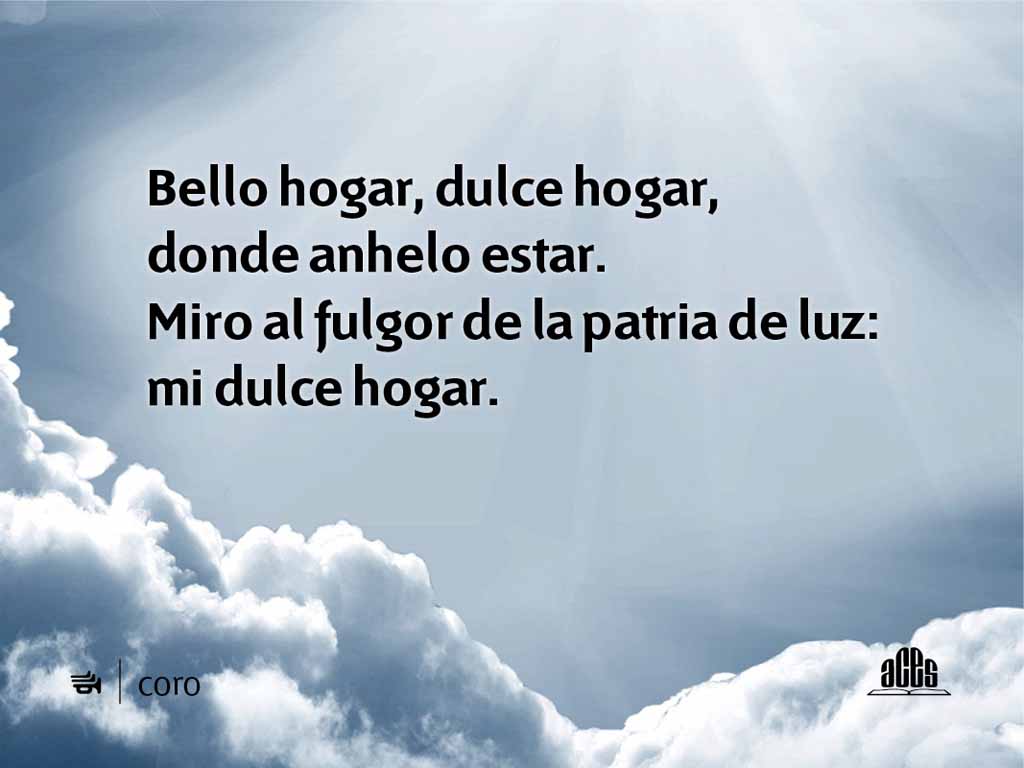 Bello hogar, dulce hogar,
donde anhelo estar.
Miro al fulgor de la patria de luz:
mi dulce hogar.
coro
aces